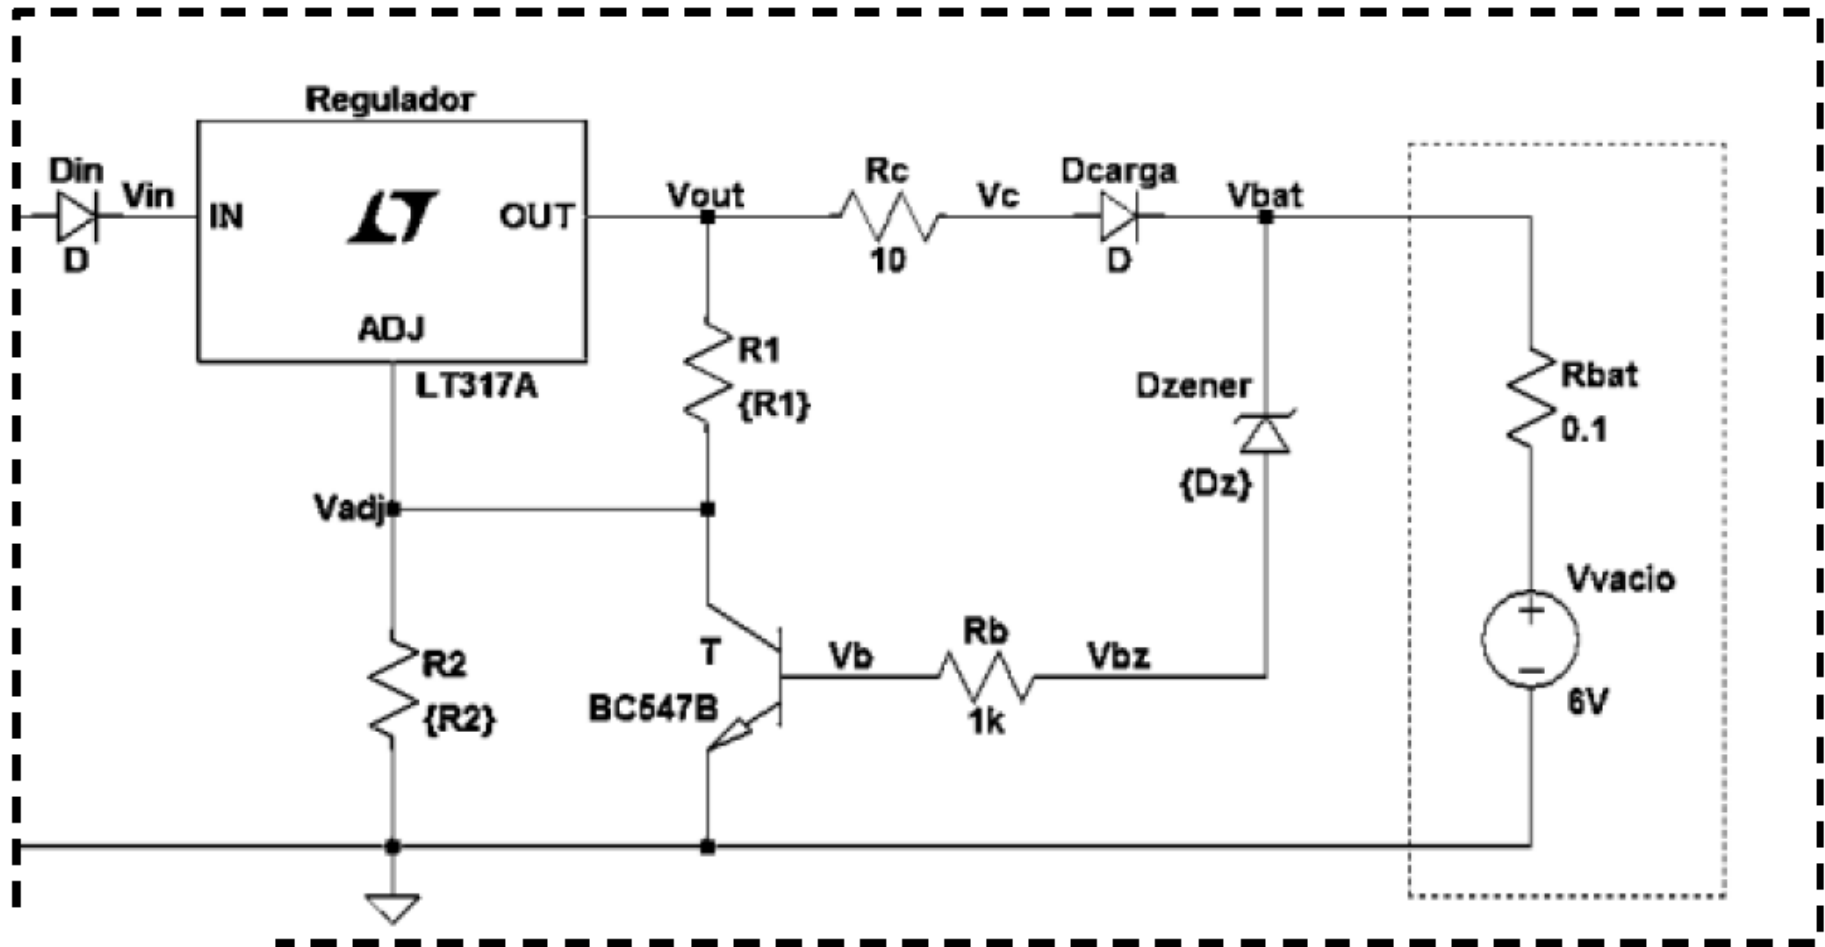 Regulador
Din
Vin
D
IN
OUT
ADJ
LT317A
Vout
Rc
10
Vc
Dcarga
D
Vbat
R1
{R1}
Dzener
{Dz}
Rbat
0.1
Vadj
R2
{R2}
T
BC547B
Vb
Rb
1k
Vbz
Vvacio
6V